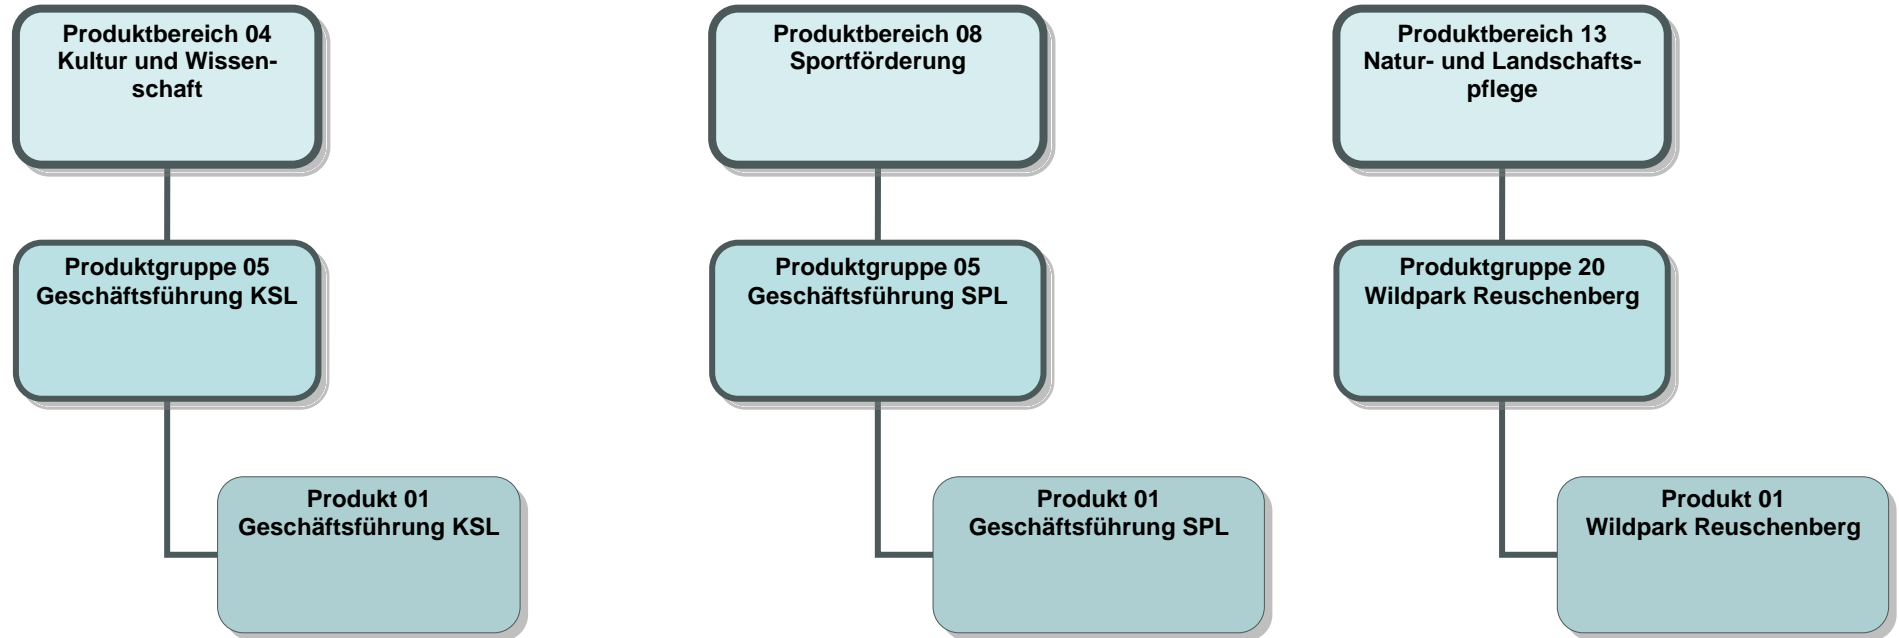 Produktbereich 04
Kultur und Wissen-
schaft
Produktbereich 08
Sportförderung
Produktbereich 13
Natur- und Landschafts-
pflege
Produktgruppe 05
Geschäftsführung KSL
Produktgruppe 05
Geschäftsführung SPL
Produktgruppe 20
Wildpark Reuschenberg
Produkt 01
Geschäftsführung KSL
Produkt 01
Geschäftsführung SPL
Produkt 01
Wildpark Reuschenberg